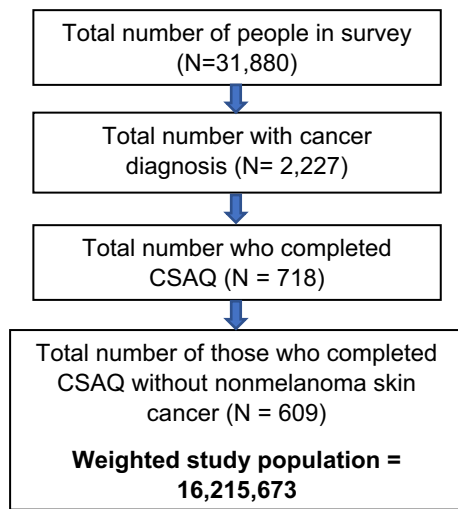 Total number of people in survey
(N=31,880)
Total number with cancer
diagnosis (N= 2,227)
Total number who completed
CSAQ (N = 718)
Total number of those who completed
CSAQ without nonmelanoma skin
cancer (N = 609)
Weighted study population =
16,215,673